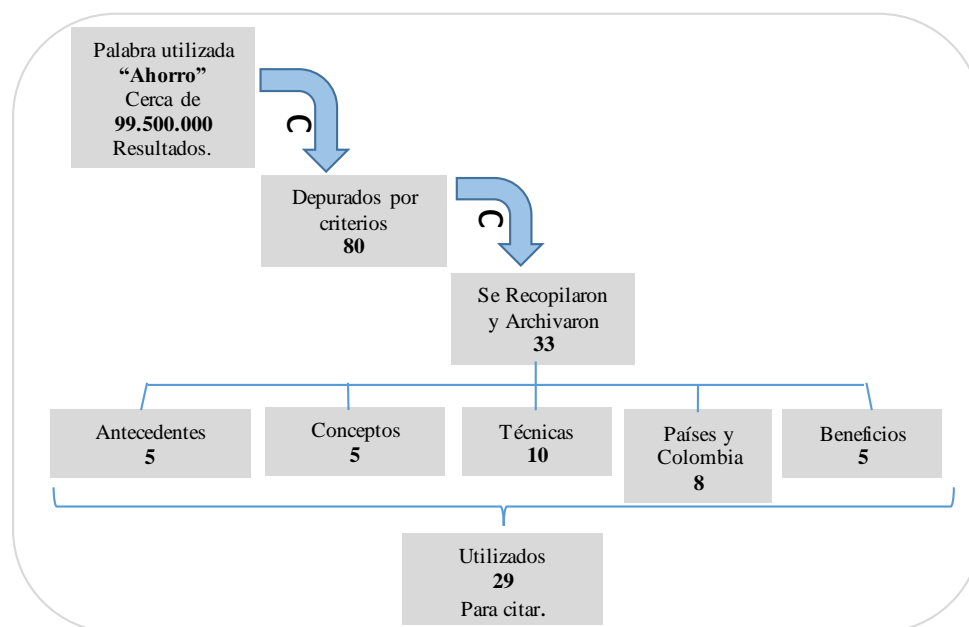 Palabra utilizada
“Ahorro”
Cerca de
99.500.000
Resultados.
C
Depurados por
criterios
80
C
Se Recopilaron
y Archivaron
33
Antecedentes
5
Conceptos
5
Técnicas
10
Países y
Colombia
8
Beneficios
5
Utilizados
29
Para citar.